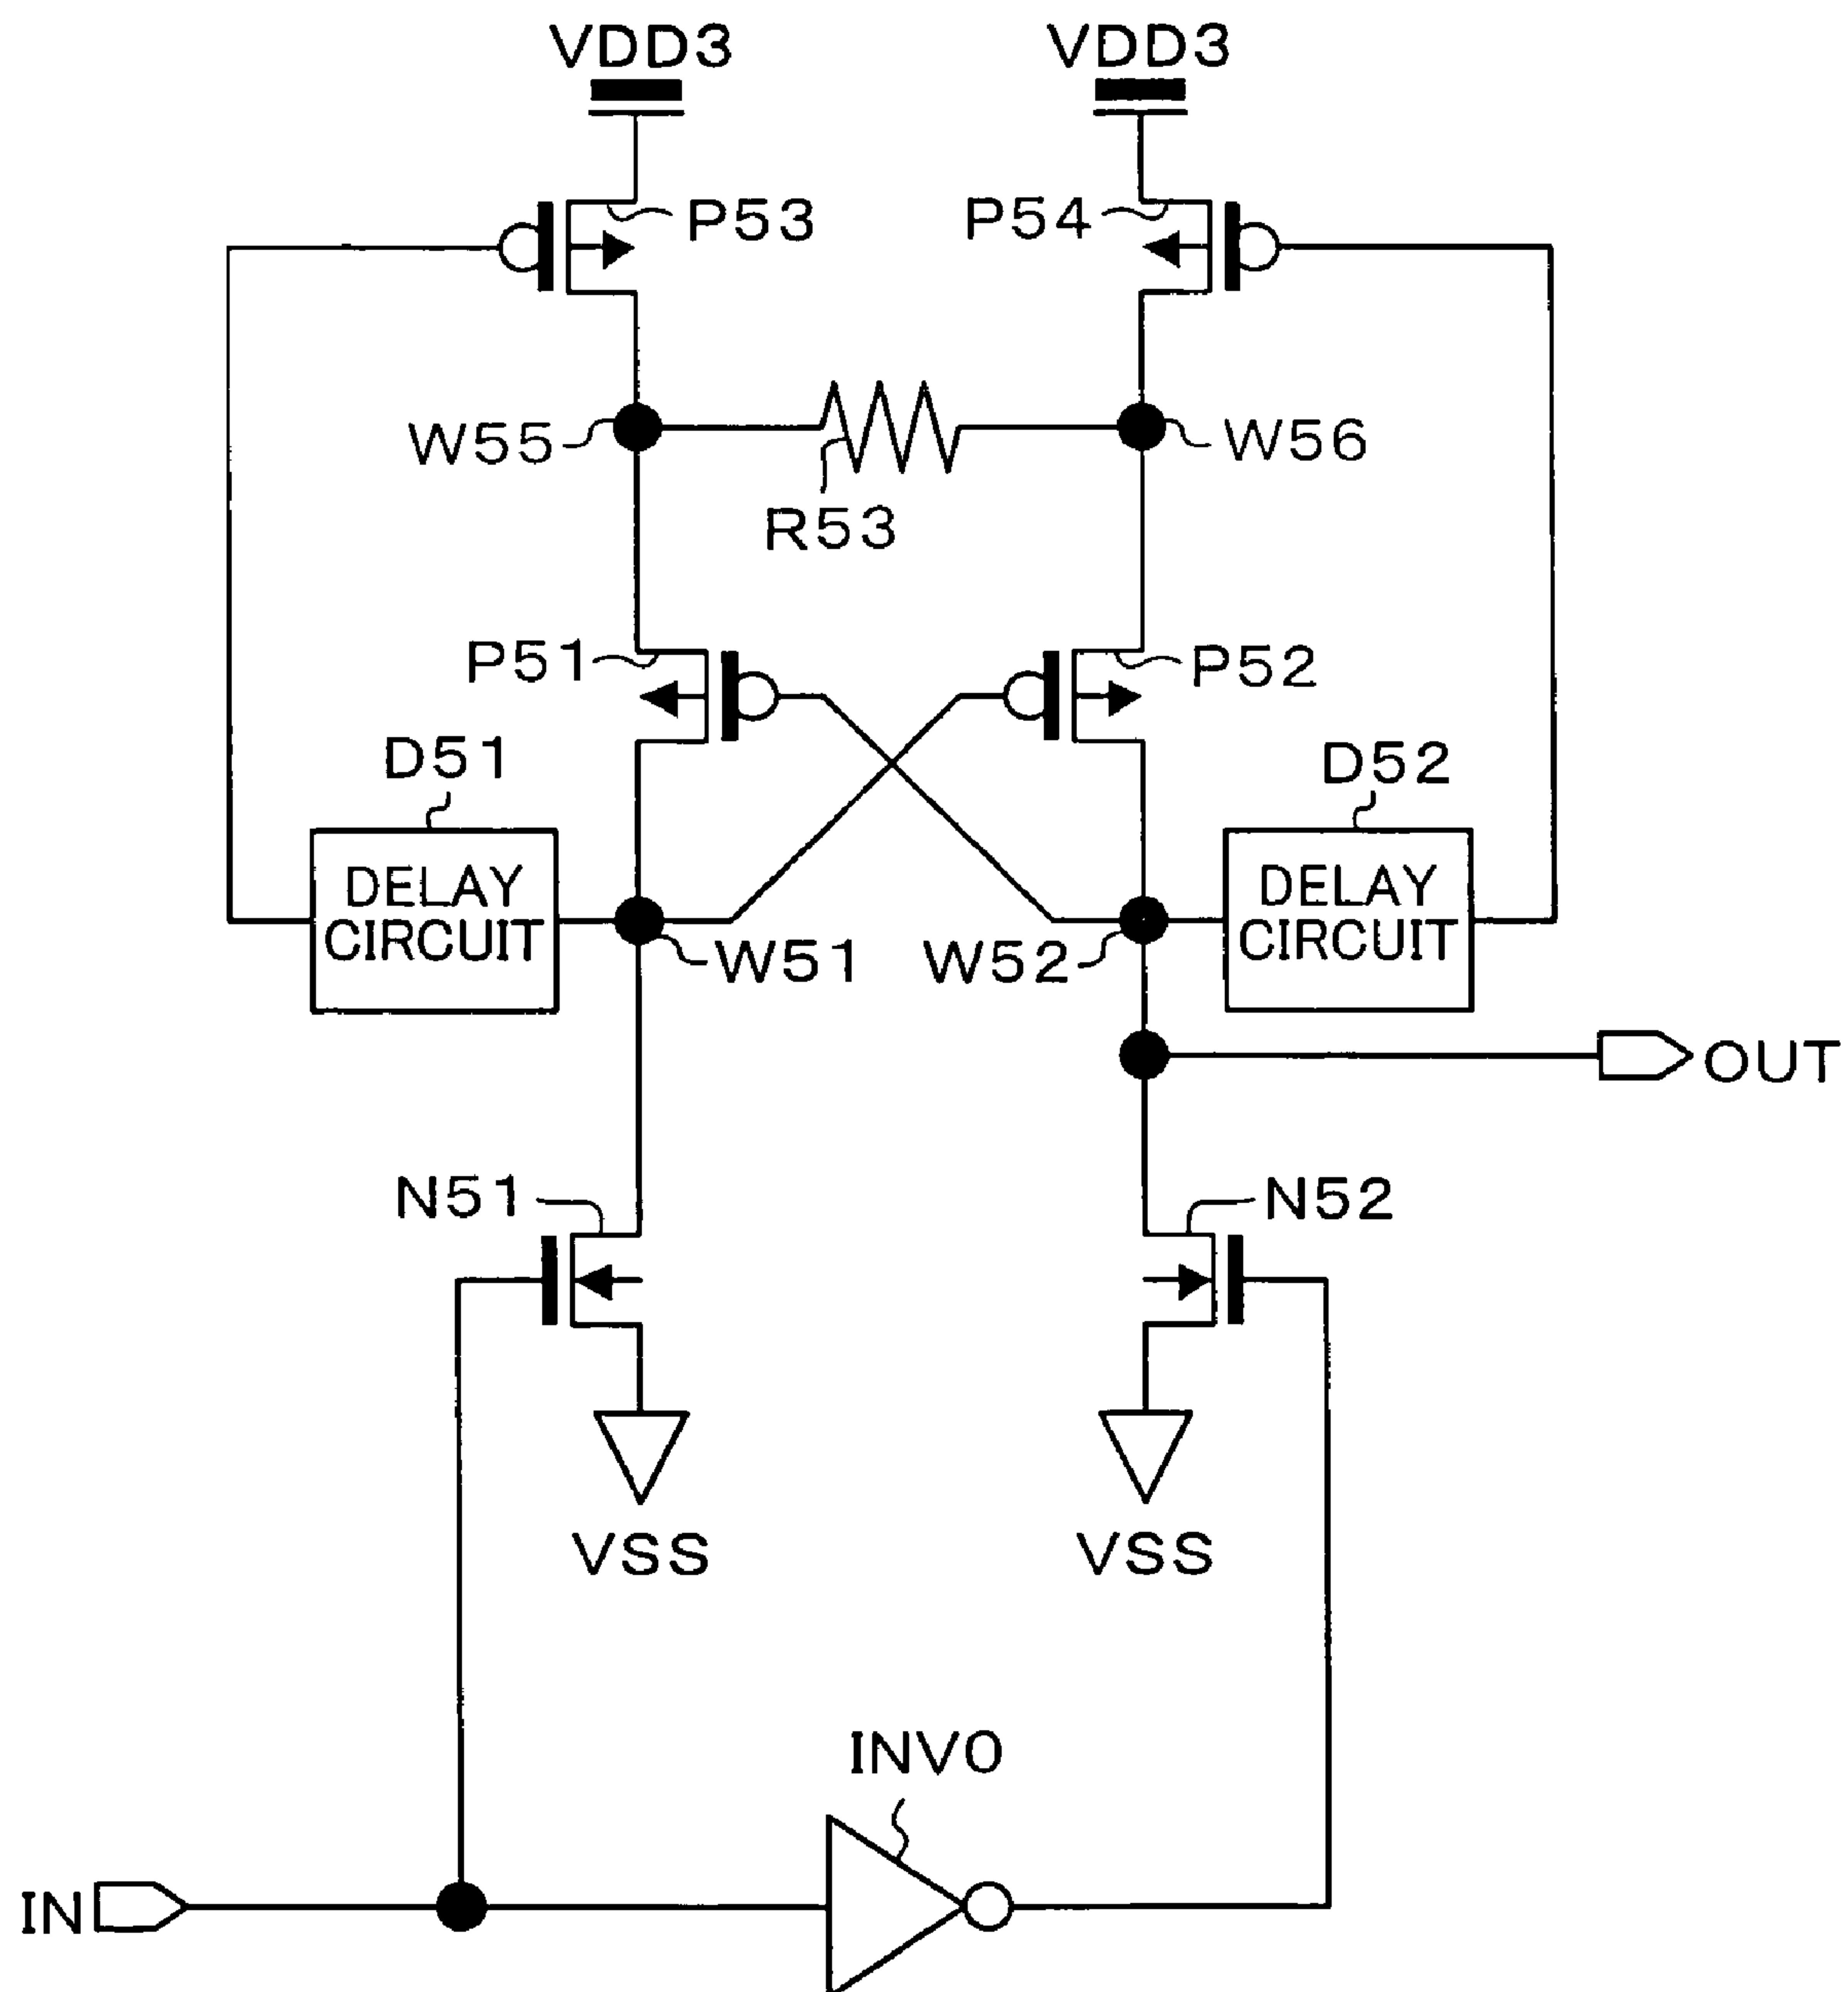 VDD3 VDD3
P53 P54
W55 W56
R53
P51 P52
D51 D52
DELAY CIRCUIT
DELAY CIRCUIT
W51 W52
OUT
N51 N52
VSS VSS
INV0
IN